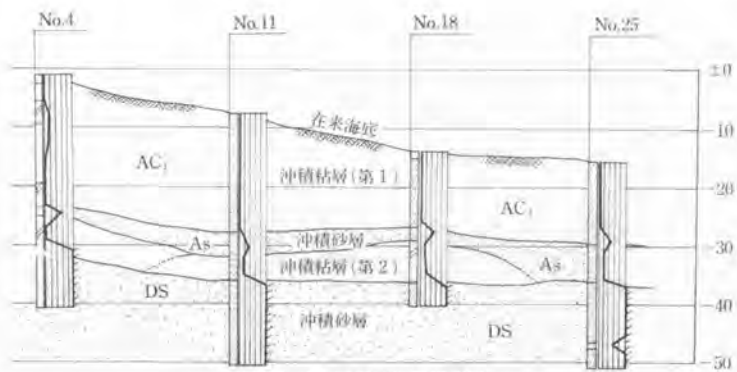 No.4
No.11
No.18
No.25
±0
在来海底
-10
AC₁
沖積粘層(第1)
-20
AC₁
As
沖積砂層
-30
沖積粘層(第2)
As
DS
-40
沖積砂層
DS
-50